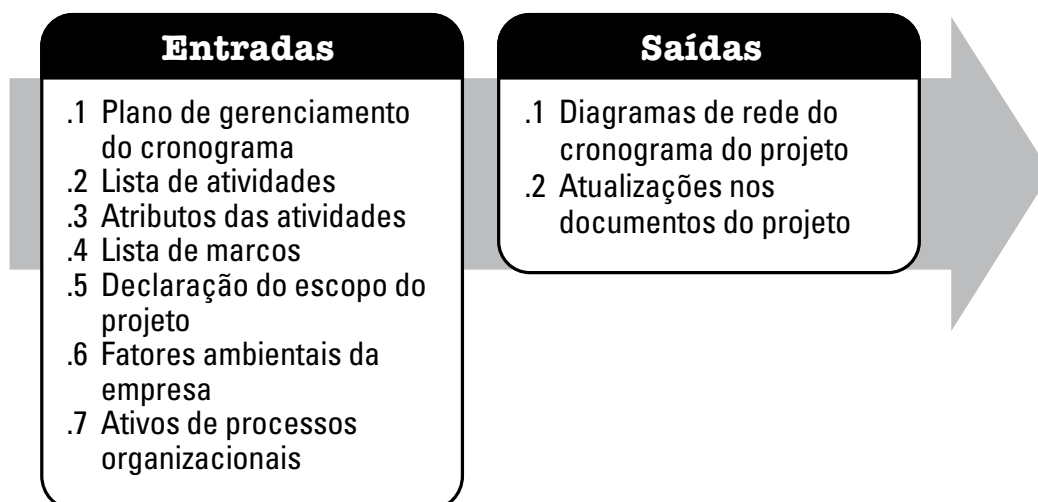 Entradas
.1 Plano de gerenciamento
do cronograma
.2 Lista de atividades
.3 Atributos das atividades
.4 Lista de marcos
.5 Declaração do escopo do
projeto
.6 Fatores ambientais da
empresa
.7 Ativos de processos
organizacionais
Saídas
.1 Diagramas de rede do
cronograma do projeto
.2 Atualizações nos
documentos do projeto